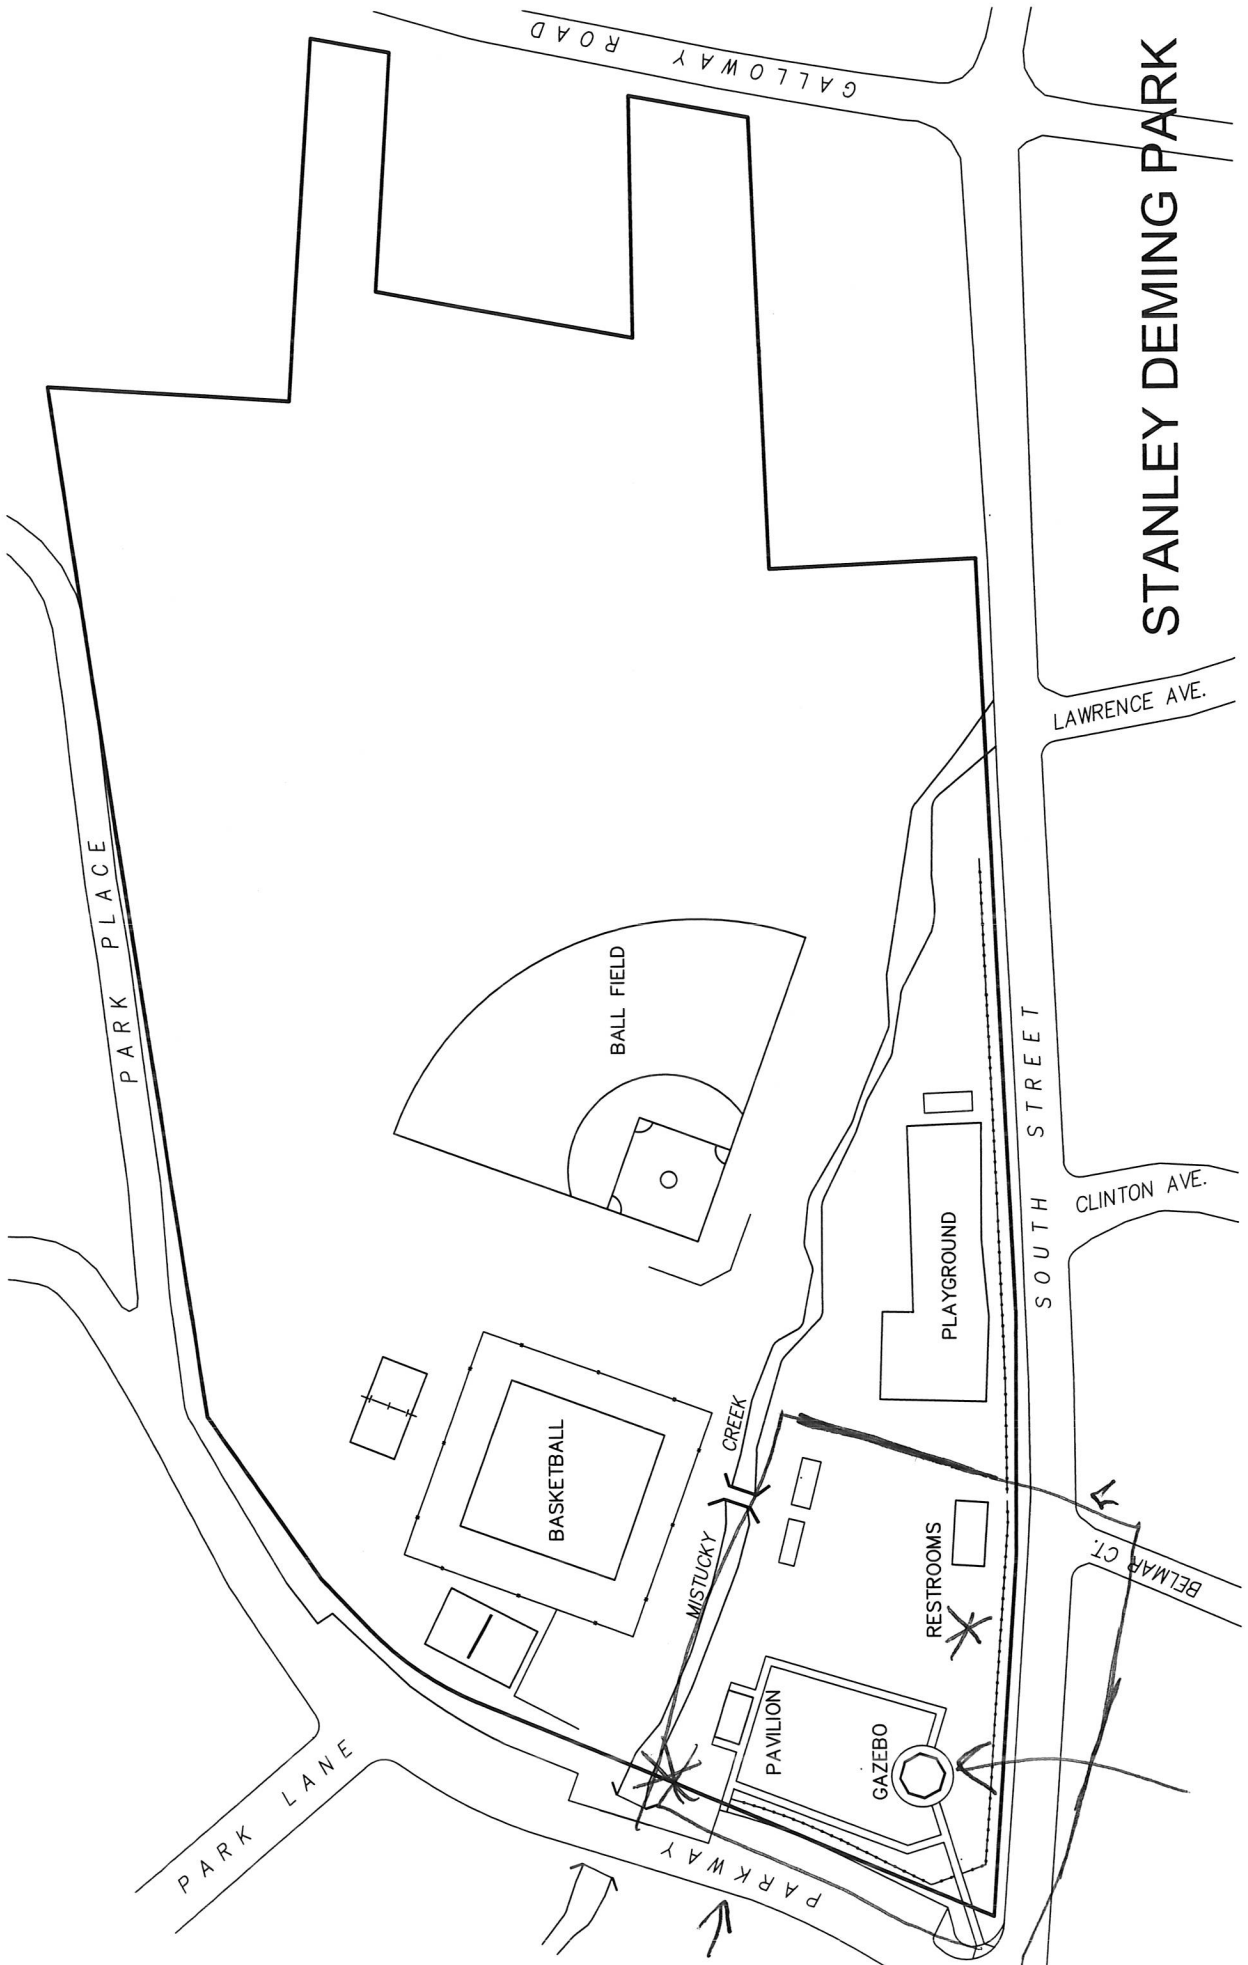 STANLEY DEMING PARK
GALLOWAY ROAD
PARK PLACE
LAWRENCE AVE.
BALL FIELD
SOUTH STREET
CLINTON AVE.
PLAYGROUND
BASKETBALL
MISTUCKY CREEK
RESTROOMS
BELMAR CT.
PAVILION
GAZEBO
PARK LANE
PARKWAY